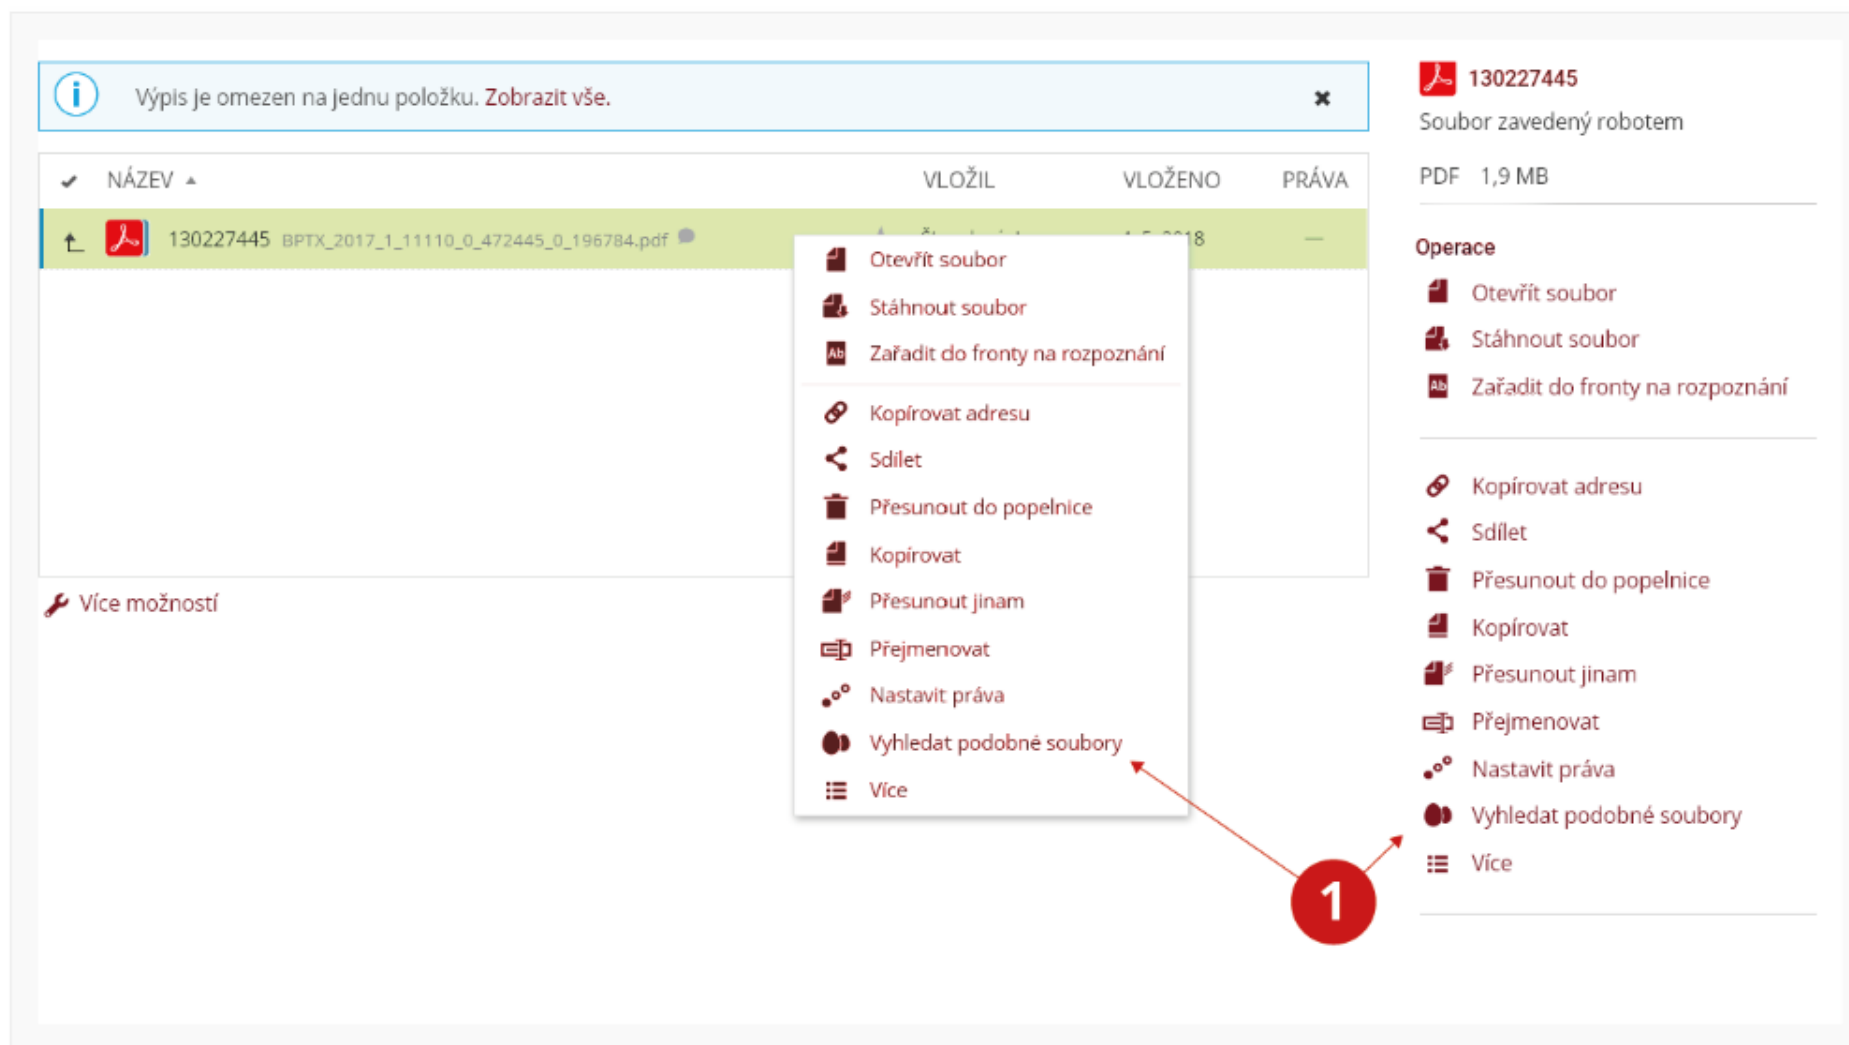 Výpis je omezen na jednu položku. Zobrazit vše.
NÁZEV VLOŽIL VLOŽENO PRÁVA
130227445 BPTX_2017_1_11110_0_472445_0_196784.pdf
Otevřít soubor
Stáhnout soubor
Ab Zařadit do fronty na rozpoznání
Kopírovat adresu
Sdílet
Přesunout do popelnice
Kopírovat
Přesunout jinam
Přejmenovat
Nastavit práva
Vyhledat podobné soubory
Více
Více možností
1
130227445
Soubor zavedený robotem
PDF 1,9 MB
Operace
Otevřít soubor
Stáhnout soubor
Ab Zařadit do fronty na rozpoznání
Kopírovat adresu
Sdílet
Přesunout do popelnice
Kopírovat
Přesunout jinam
Přejmenovat
Nastavit práva
Vyhledat podobné soubory
Více